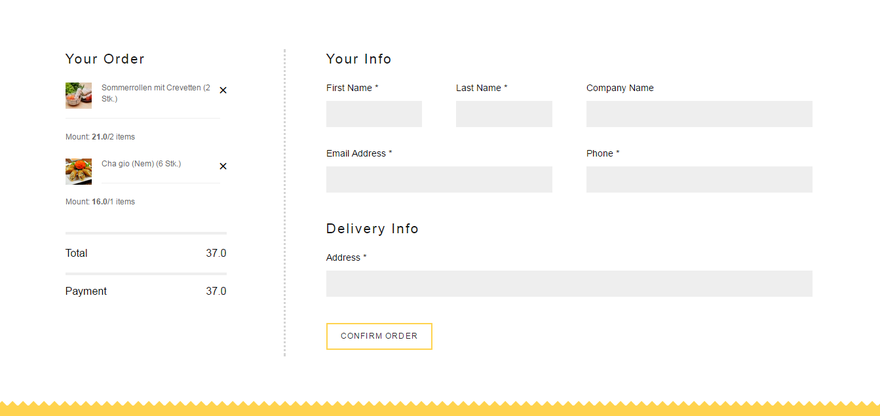 Your Order
Sommerrollen mit Crevetten (2
Stk.)
Mount: 21.0/2 items
Cha gio (Nem) (6 Stk.)
Mount: 16.0/1 items
Total 37.0
Payment 37.0
Your Info
First Name * Last Name * Company Name
Email Address * Phone *
Delivery Info
Address *
CONFIRM ORDER